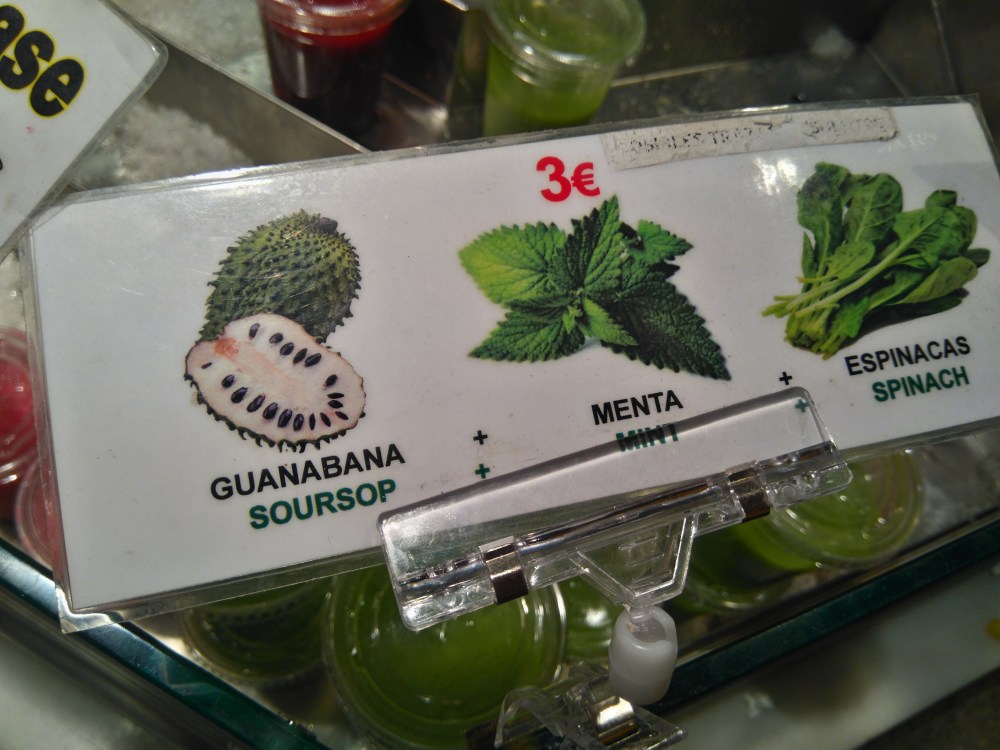 ase
3€
GUANABANA + MENTA + ESPINACAS
SOURSOP + MINT + SPINACH